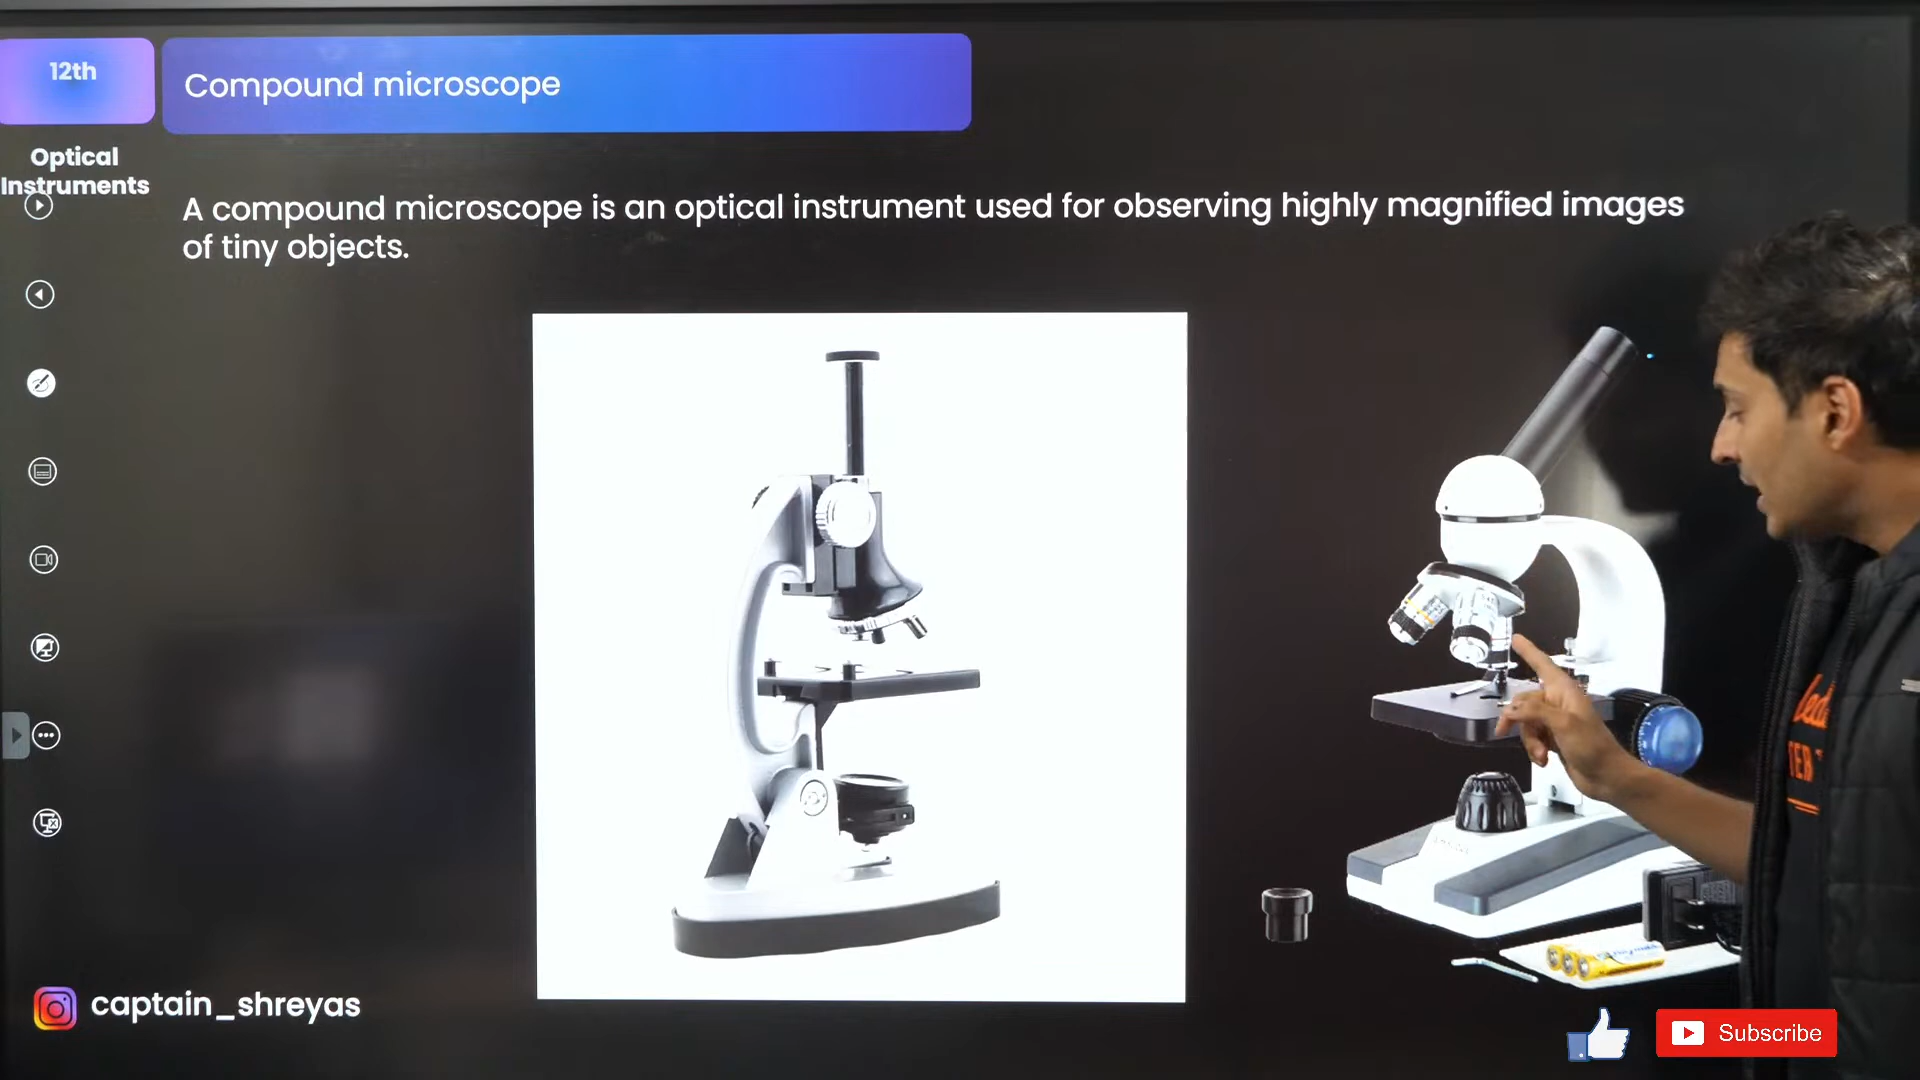 12th
Compound microscope
Optical
Instruments
A compound microscope is an optical instrument used for observing highly magnified images
of tiny objects.
captain_shreyas
Subscribe